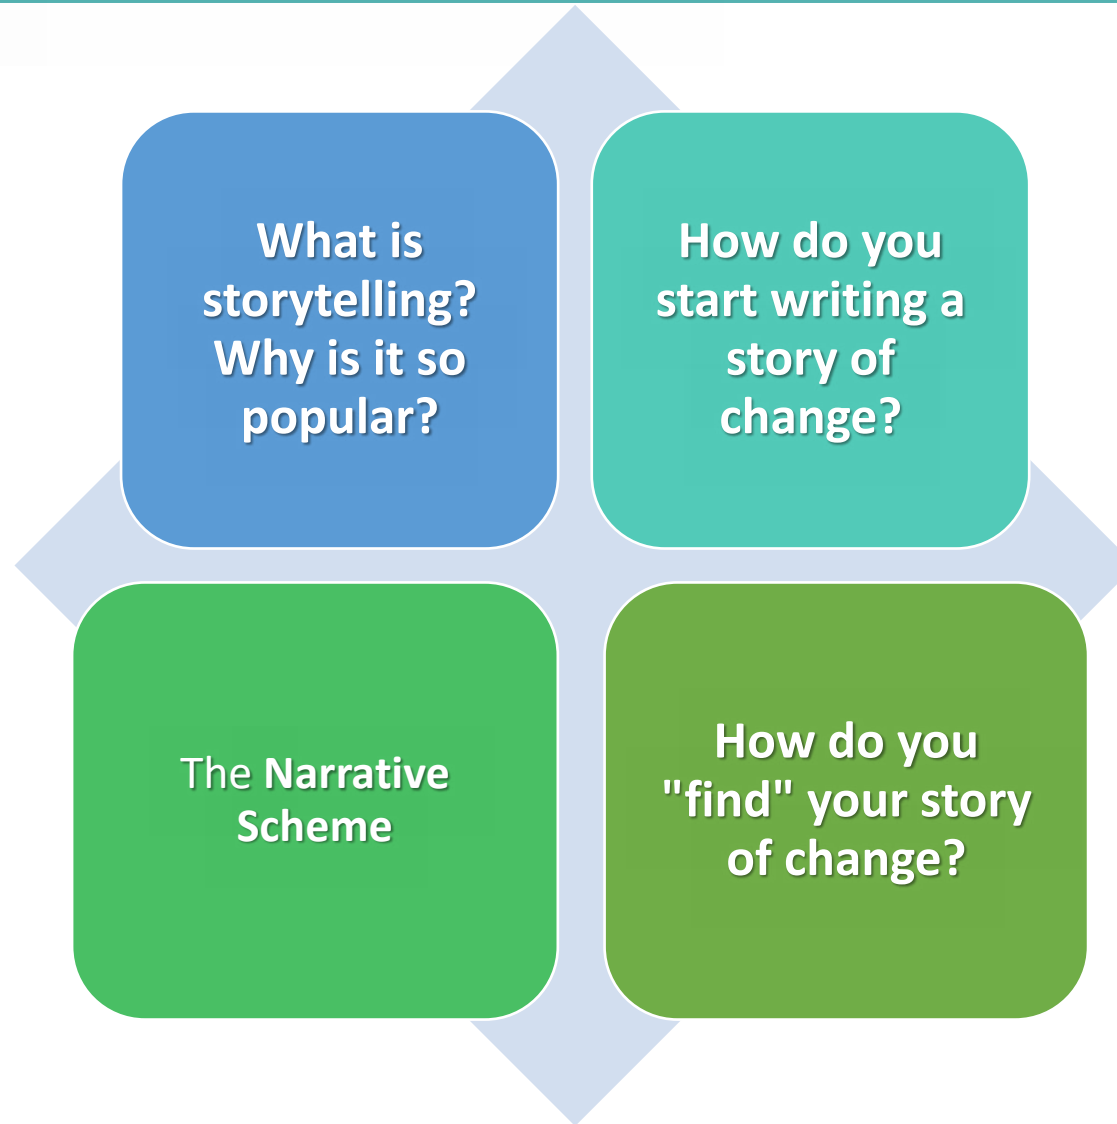 What is
storytelling?
Why is it so
popular?
How do you
start writing a
story of
change?
The Narrative
Scheme
How do you
"find" your story
of change?